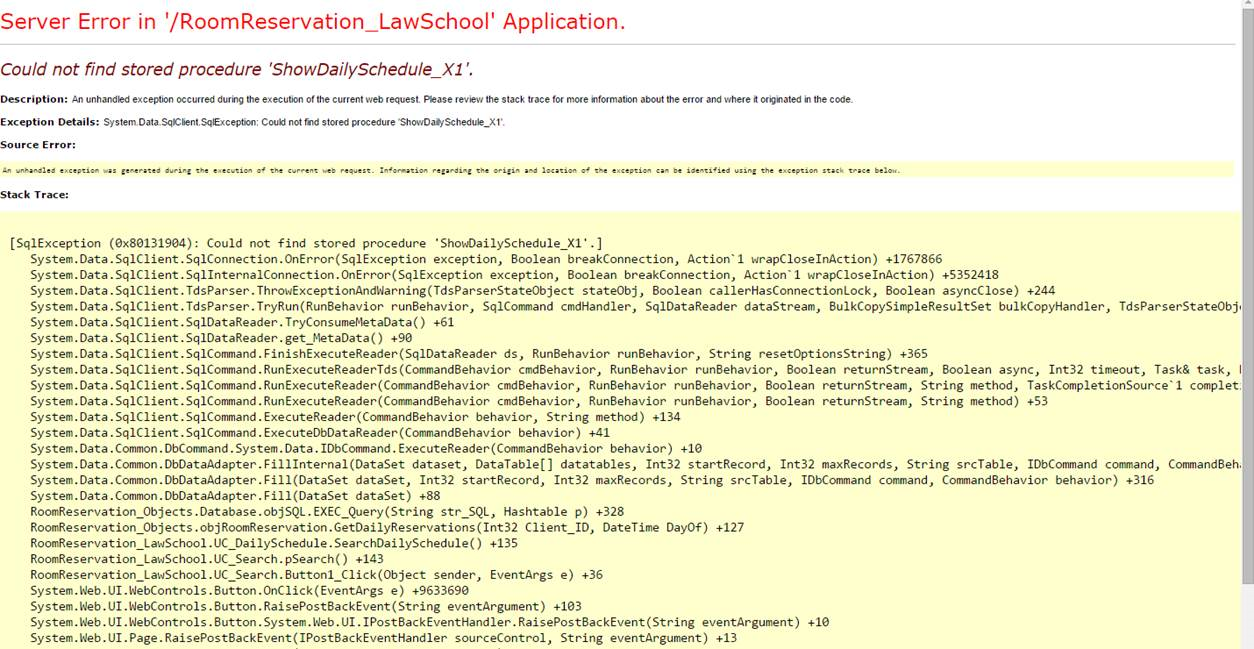 Server Error in '/RoomReservation_LawSchool' Application.
Could not find stored procedure 'ShowDailySchedule_X1'.
Description: An unhandled exception occurred during the execution of the current web request. Please review the stack trace for more information about the error and where it originated in the code.
Exception Details: System.Data.SqlClient.SqlException: Could not find stored procedure 'ShowDailySchedule_X1'.
Source Error:
An unhandled exception was generated during the execution of the current web request. Information regarding the origin and location of the exception can be identified using the exception stack trace below.
Stack Trace:
[SqlException (0x80131904): Could not find stored procedure 'ShowDailySchedule_X1'.]
System.Data.SqlClient.SqlConnection.OnError(SqlException exception, Boolean breakConnection, Action`1 wrapCloseInAction) +1767866
System.Data.SqlClient.SqlInternalConnection.OnError(SqlException exception, Boolean breakConnection, Action`1 wrapCloseInAction) +5352418
System.Data.SqlClient.TdsParser.ThrowExceptionAndWarning(TdsParserStateObject stateObj, Boolean callerHasConnectionLock, Boolean asyncClose) +244
System.Data.SqlClient.TdsParser.TryRun(RunBehavior runBehavior, SqlCommand cmdHandler, SqlDataReader dataStream, BulkCopySimpleResultSet bulkCopyHandler, TdsParserStateObj
System.Data.SqlClient.SqlDataReader.TryConsumeMetaData() +61
System.Data.SqlClient.SqlDataReader.get_MetaData() +90
System.Data.SqlClient.SqlCommand.FinishExecuteReader(SqlDataReader ds, RunBehavior runBehavior, String resetOptionsString) +365
System.Data.SqlClient.SqlCommand.RunExecuteReaderTds(CommandBehavior cmdBehavior, RunBehavior runBehavior, Boolean returnStream, Boolean async, Int32 timeout, Task& task,
System.Data.SqlClient.SqlCommand.RunExecuteReader(CommandBehavior cmdBehavior, RunBehavior runBehavior, Boolean returnStream, String method, TaskCompletionSource`1 completi
System.Data.SqlClient.SqlCommand.RunExecuteReader(CommandBehavior cmdBehavior, RunBehavior runBehavior, Boolean returnStream, String method) +53
System.Data.SqlClient.SqlCommand.ExecuteReader(CommandBehavior behavior, String method) +134
System.Data.SqlClient.SqlCommand.ExecuteDbDataReader(CommandBehavior behavior) +41
System.Data.Common.DbCommand.System.Data.IDbCommand.ExecuteReader(CommandBehavior behavior) +10
System.Data.Common.DbDataAdapter.FillInternal(DataSet dataset, DataTable[] datatables, Int32 startRecord, Int32 maxRecords, String srcTable, IDbCommand command, CommandBeh
System.Data.Common.DbDataAdapter.Fill(DataSet dataSet, Int32 startRecord, Int32 maxRecords, String srcTable, IDbCommand command, CommandBehavior behavior) +316
System.Data.Common.DbDataAdapter.Fill(DataSet dataSet) +88
RoomReservation_Objects.Database.objSQL.EXEC_Query(String str_SQL, Hashtable p) +328
RoomReservation_Objects.objRoomReservation.GetDailyReservations(Int32 Client_ID, DateTime DayOf) +127
RoomReservation_LawSchool.UC_DailySchedule.SearchDailySchedule() +135
RoomReservation_LawSchool.UC_Search.pSearch() +143
RoomReservation_LawSchool.UC_Search.Button1_Click(Object sender, EventArgs e) +36
System.Web.UI.WebControls.Button.OnClick(EventArgs e) +9633690
System.Web.UI.WebControls.Button.RaisePostBackEvent(String eventArgument) +103
System.Web.UI.WebControls.Button.System.Web.UI.IPostBackEventHandler.RaisePostBackEvent(String eventArgument) +10
System.Web.UI.Page.RaisePostBackEvent(IPostBackEventHandler sourceControl, String eventArgument) +13